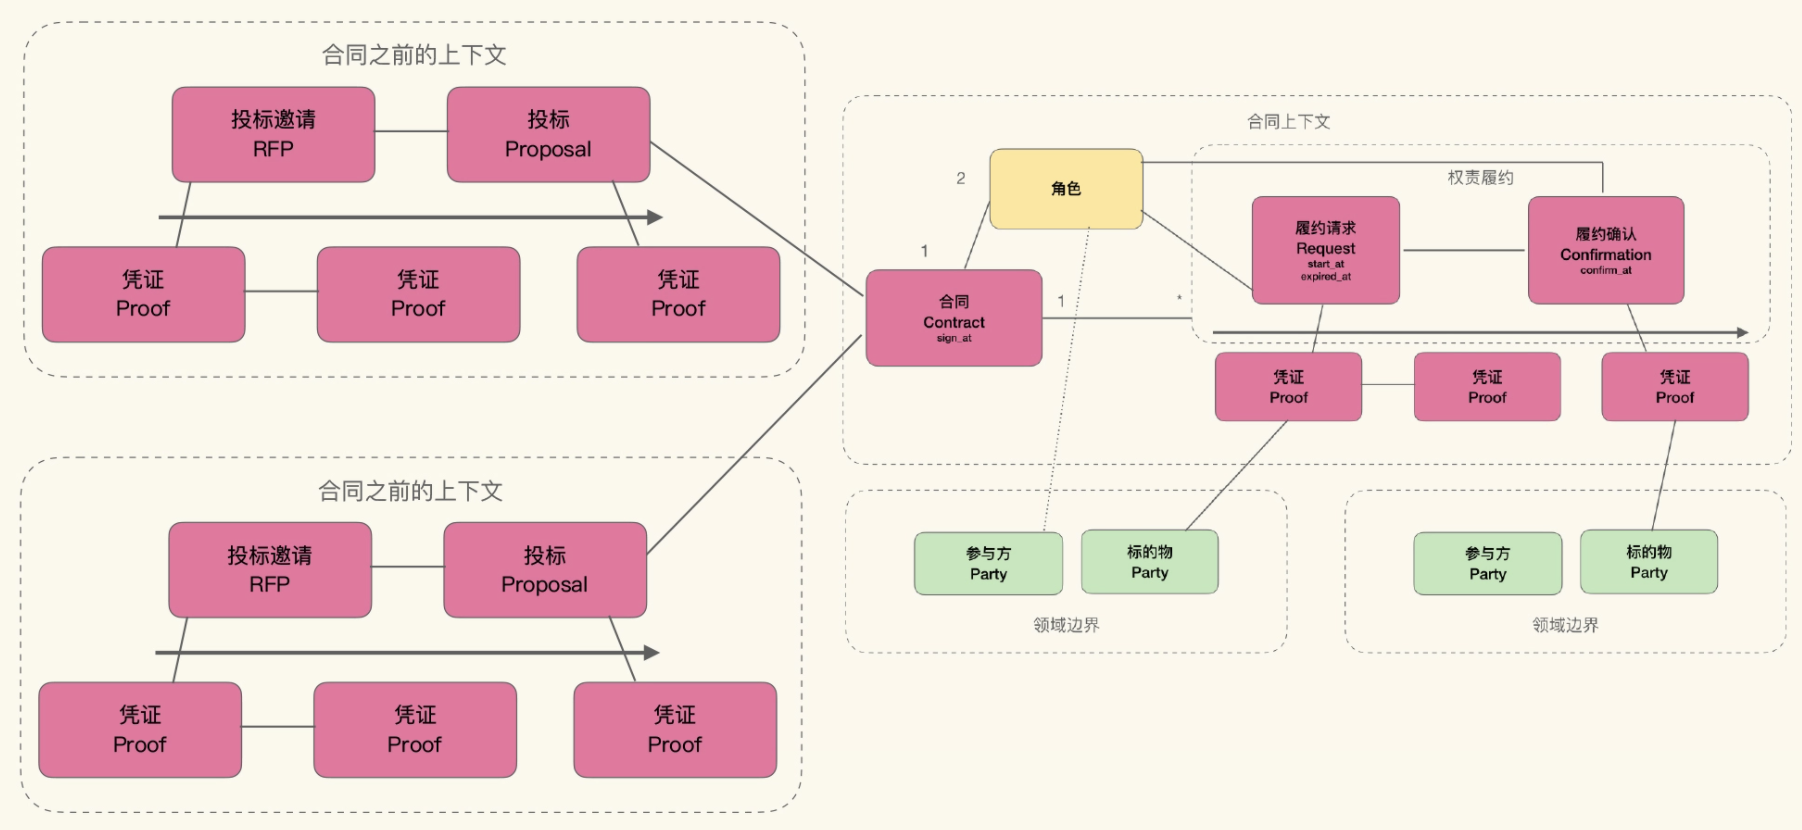 合同之前的上下文
投标邀请
RFP
投标
Proposal
凭证
Proof
凭证
Proof
凭证
Proof
合同之前的上下文
投标邀请
RFP
投标
Proposal
凭证
Proof
凭证
Proof
凭证
Proof
合同上下文
2
角色
1
合同
Contract
sign_at
1
*
权责履约
履约请求
Request
start_at
expired_at
履约确认
Confirmation
confirm_at
凭证
Proof
凭证
Proof
凭证
Proof
参与方
Party
标的物
Party
领域边界
参与方
Party
标的物
Party
领域边界